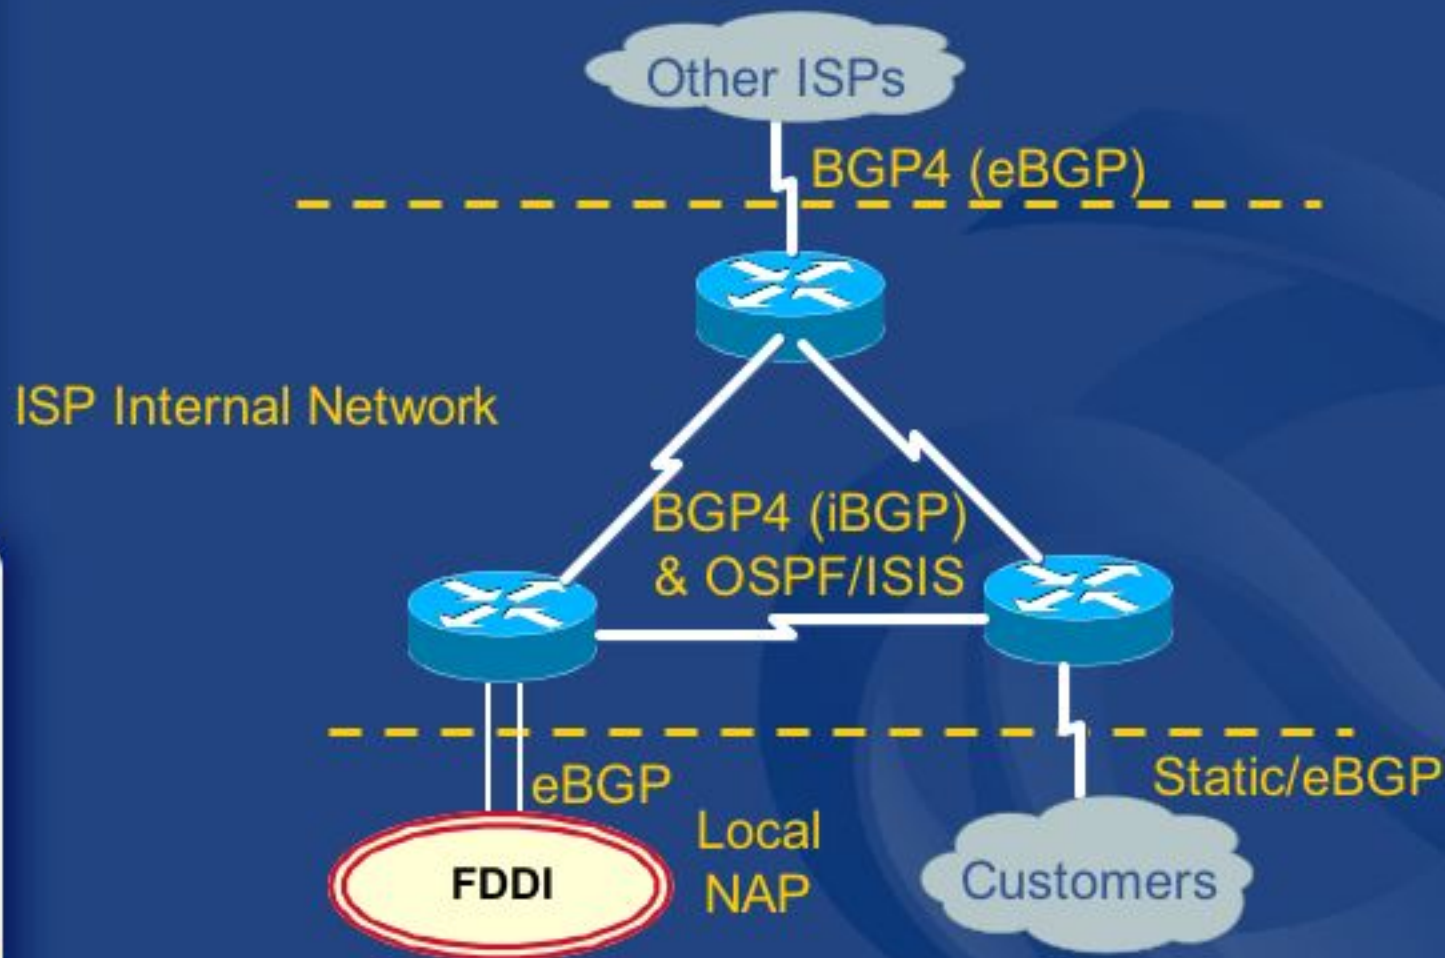 Other ISPs
BGP4 (eBGP)
ISP Internal Network
BGP4 (iBGP)
& OSPF/ISIS
eBGP
Static/eBGP
Local
NAP
FDDI
Customers